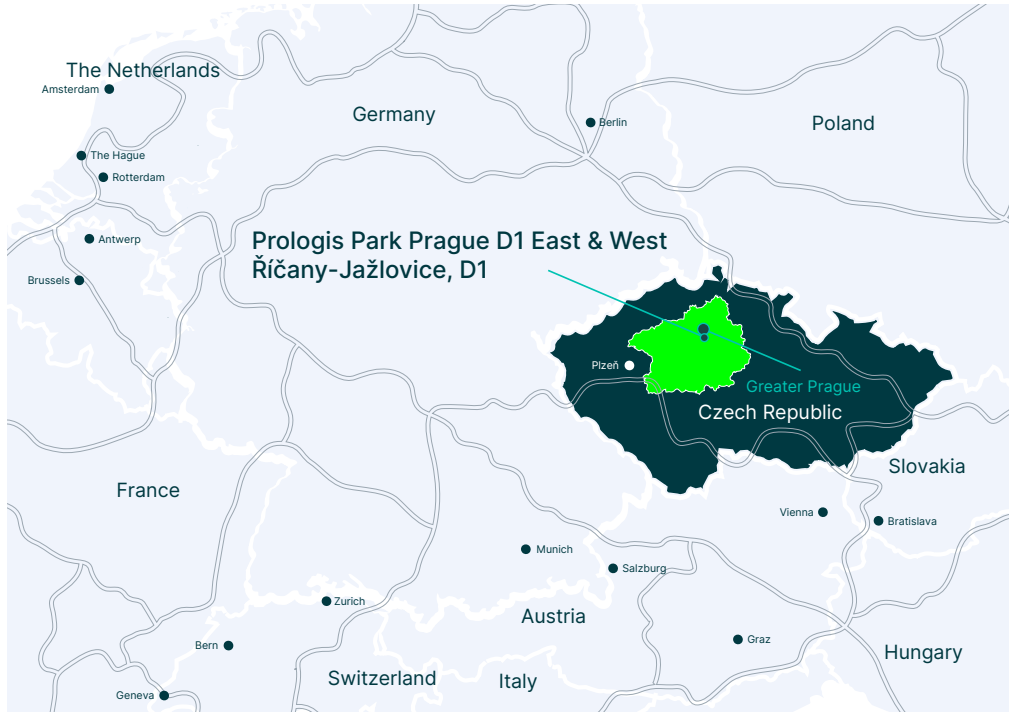 The Netherlands
Amsterdam
Germany
Poland
Berlin
The Hague
Rotterdam
Antwerp
Prologis Park Prague D1 East & West
Říčany-Jažlovice, D1
Brussels
Plzeň
Greater Prague
Czech Republic
Slovakia
France
Vienna
Bratislava
Munich
Salzburg
Zurich
Austria
Graz
Bern
Hungary
Switzerland
Italy
Geneva